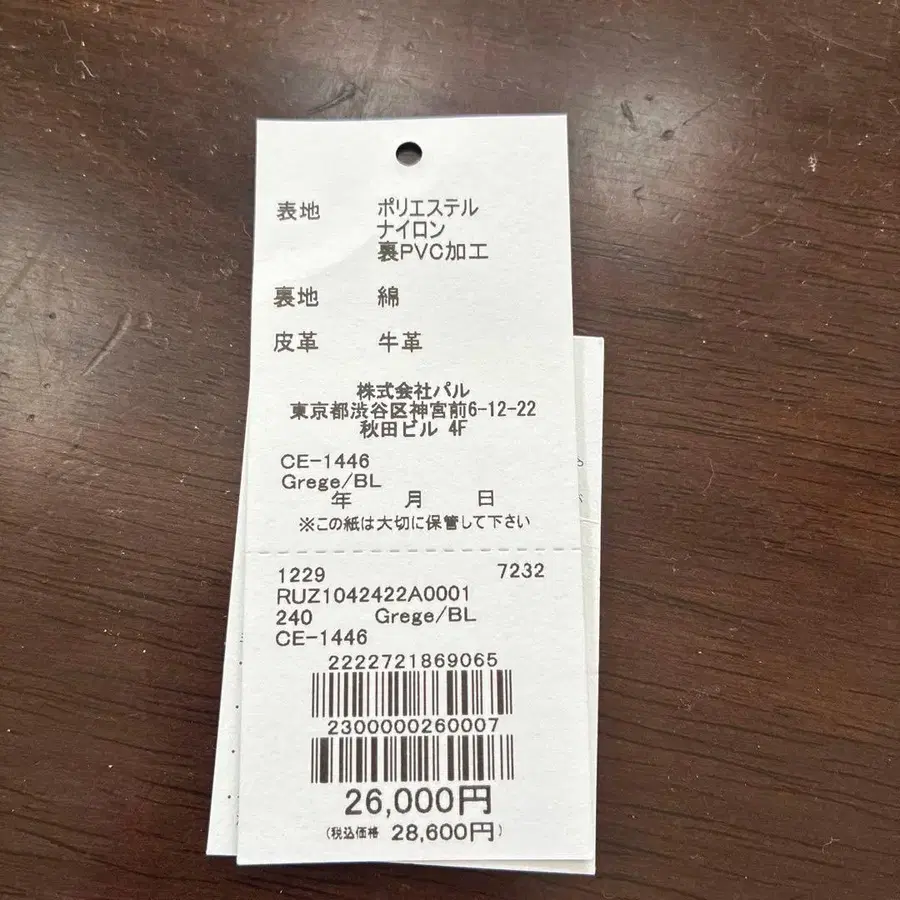 表地 ポリエステル
ナイロン
裏PVC加工
裏地 綿
皮革 牛革
株式会社パル
東京都渋谷区神宮前6-12-22
秋田ビル 4F
CE-1446
Grege/BL
年 月 日
※この紙は大切に保管して下さい
1229 7232
RUZ1042422A0001
240 Grege/BL
CE-1446
2222721869065
2300000260007
26,000円
(税込価格 28,600円)